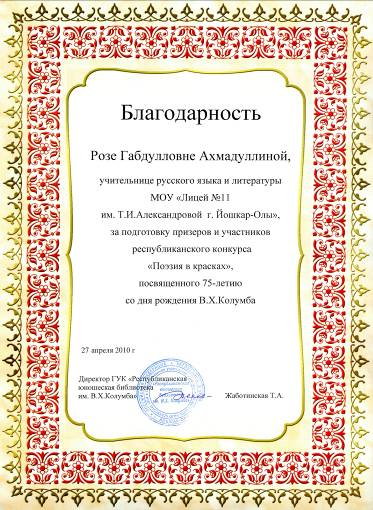 Благодарность
Розе Габдулловне Ахмадуллиной,
учительнице русского языка и литературы
МОУ «Лицей №11
им. Т.И.Александровой г. Йошкар-Олы»,
за подготовку призеров и участников
республиканского конкурса
«Поэзия в красках»,
посвященного 75-летию
со дня рождения В.Х.Колумба
27 апреля 2010 г
Директор ГУК «Республиканская
юношеская библиотека
им. В.Х.Колумба» – Жаботинская Т.А.